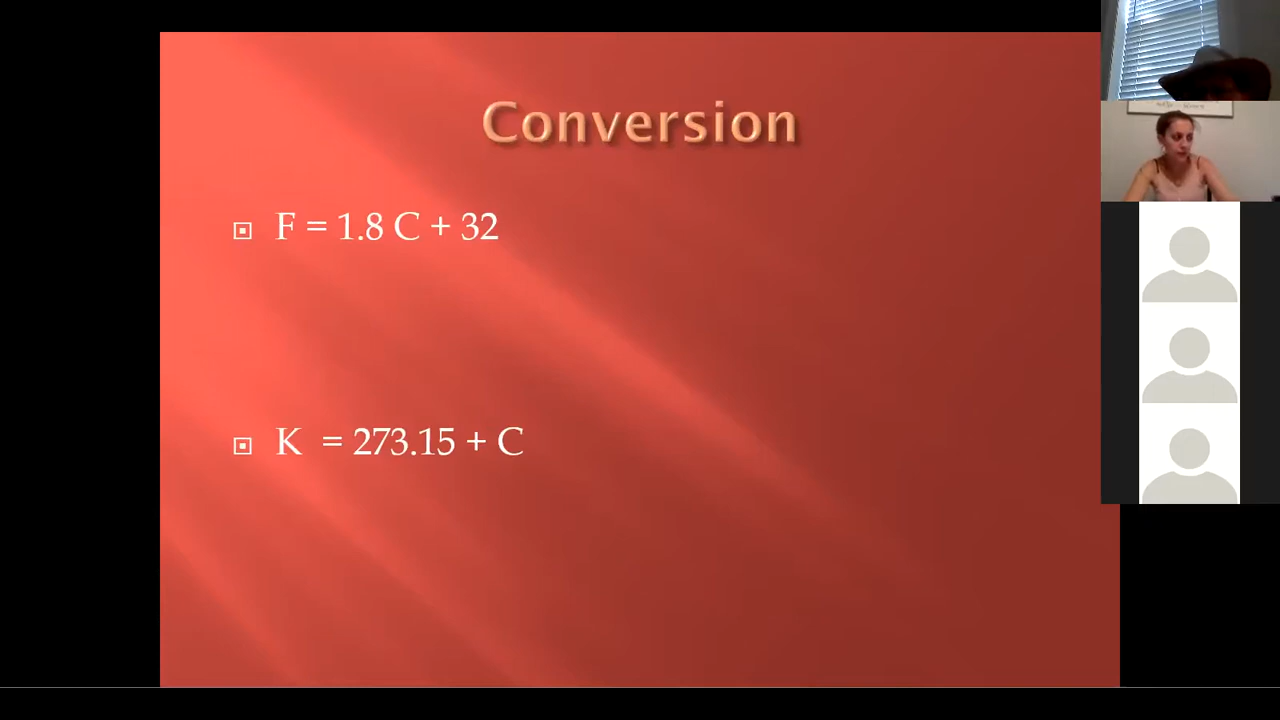 Conversion
F = 1.8 C + 32
K = 273.15 + C